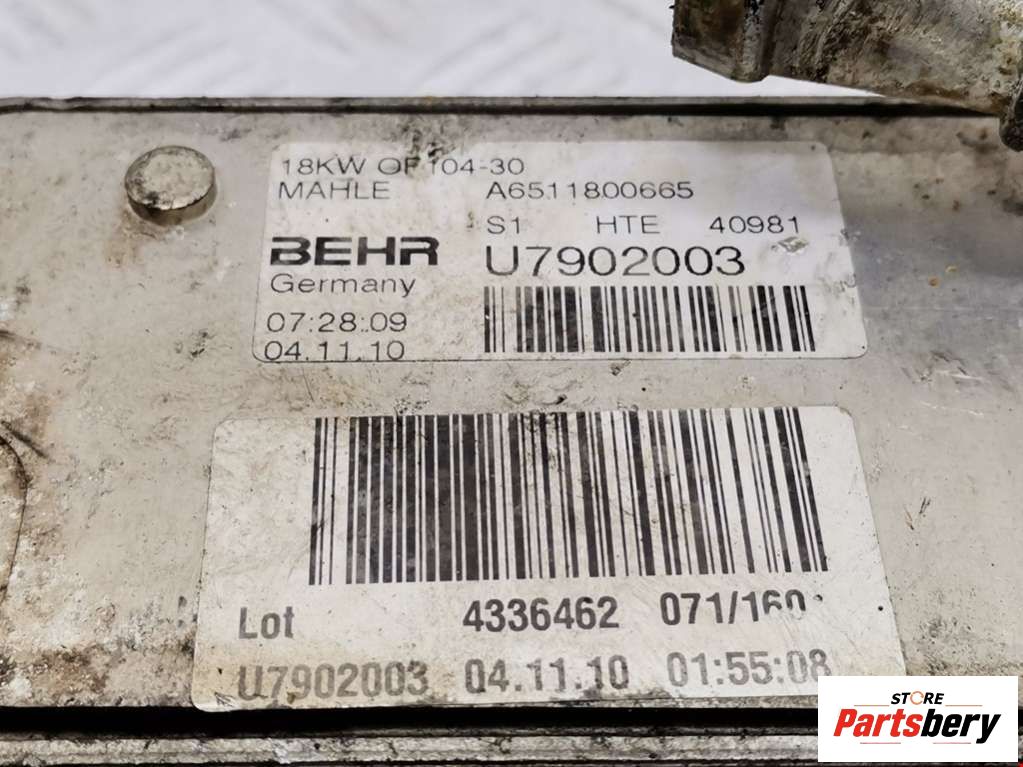 18KW OF104-30
MAHLE A6511800665
S1 HTE 40981
BEHR U7902003
Germany
07:28:09
04.11.10
Lot 4336462 071/160
U7902003 04.11.10 01:55:08
STORE
Partsbery